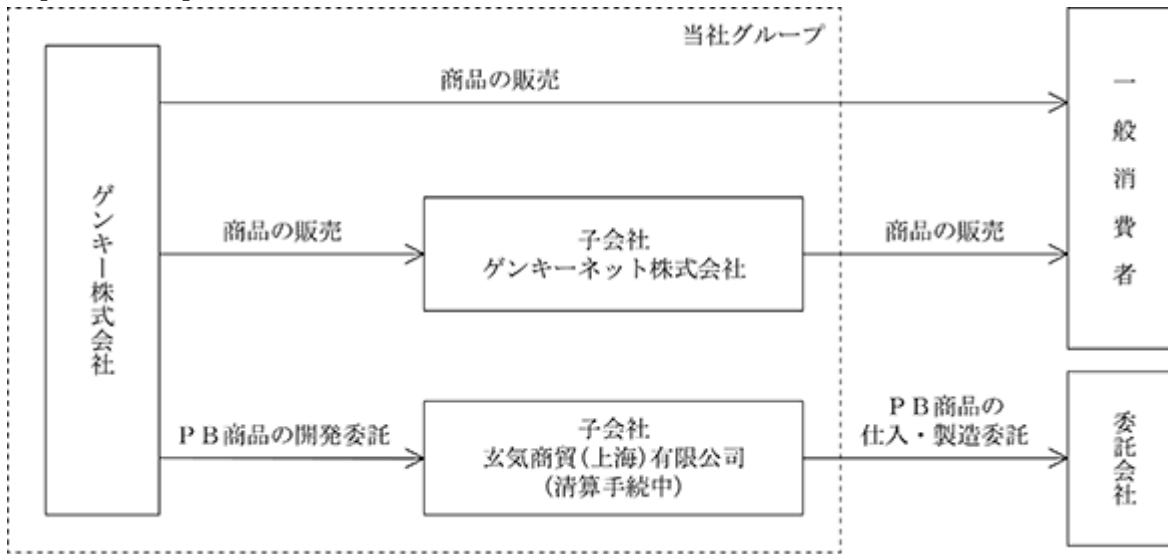 当社グループ
商品の販売
一般消費者
ゲンキー株式会社
商品の販売
子会社
ゲンキーネット株式会社
商品の販売
PB商品の開発委託
子会社
玄気商貿(上海)有限公司
(清算手続中)
PB商品の
仕入・製造委託
委託会社